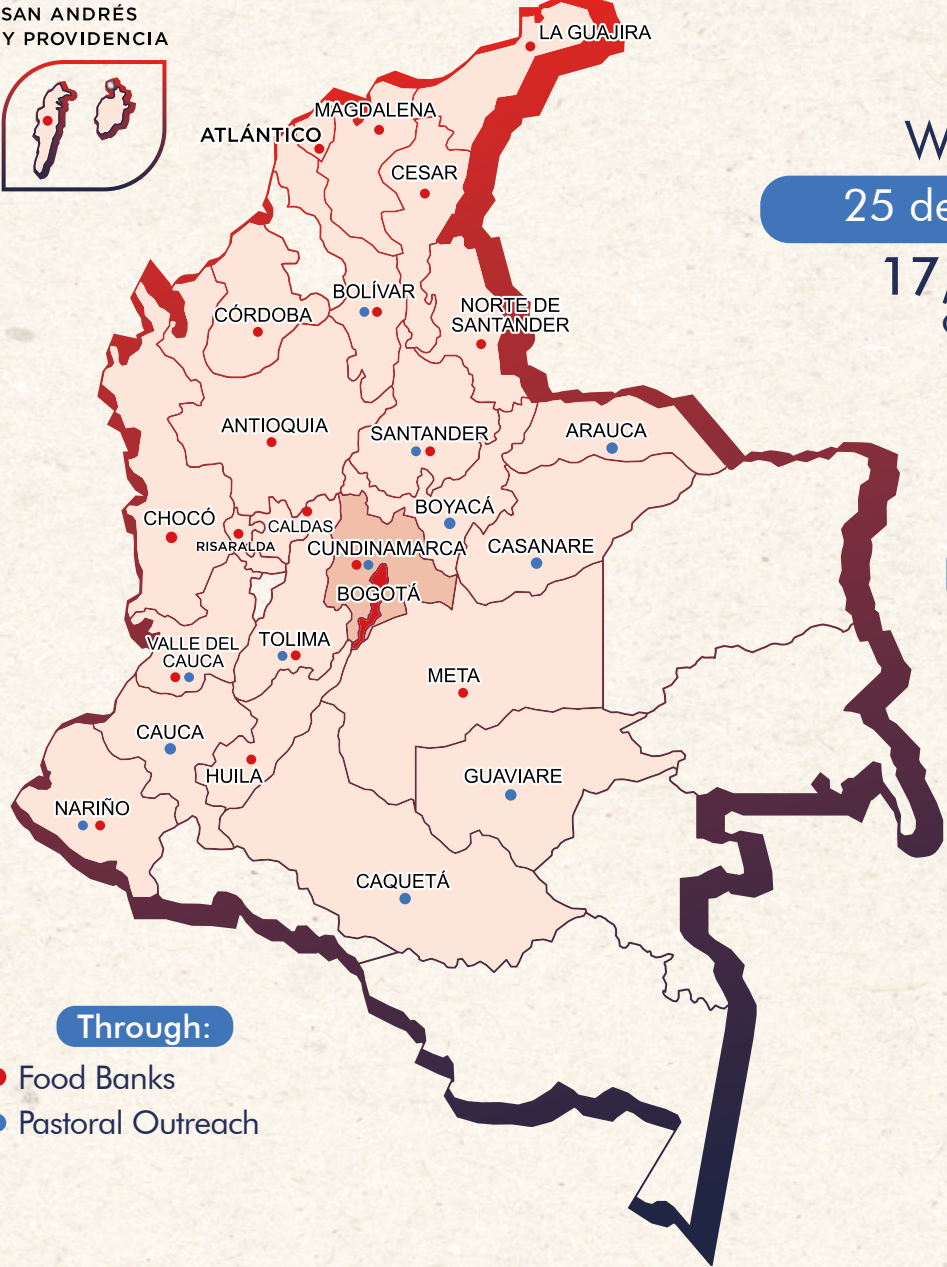 SAN ANDRÉS
Y PROVIDENCIA
LA GUAJIRA
MAGDALENA
ATLÁNTICO
CESAR
W
25 de
17,
BOLÍVAR
CÓRDOBA
NORTE DE
SANTANDER
ANTIOQUIA
SANTANDER
ARAUCA
BOYACÁ
CHOCÓ
CALDAS
RISARALDA
CUNDINAMARCA
CASANARE
BOGOTÁ
TOLIMA
VALLE DEL
CAUCA
META
CAUCA
HUILA
GUAVIARE
NARIÑO
CAQUETÁ
Through:
Food Banks
Pastoral Outreach